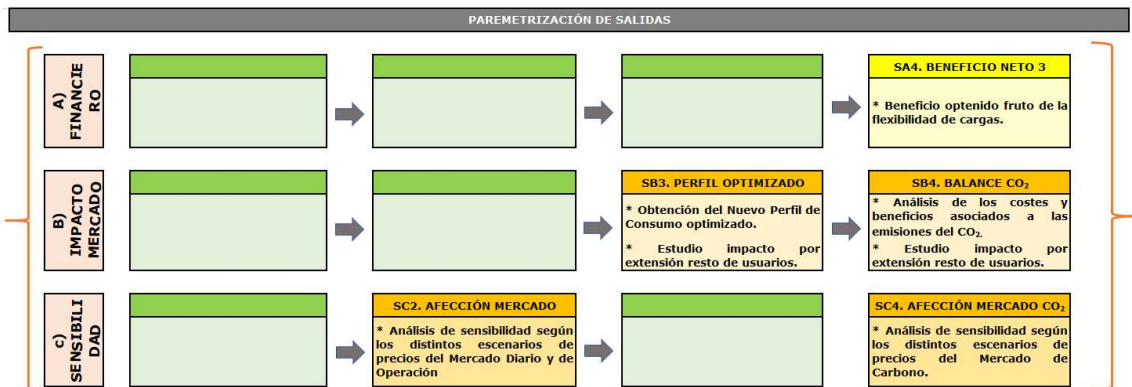 PAREMETRIZACIÓN DE SALIDAS
A)
FINANCIE
RO
SA4. BENEFICIO NETO 3
* Beneficio optenido fruto de la
flexibilidad de cargas.
B)
IMPACTO
MERCADO
SB3. PERFIL OPTIMIZADO
* Obtención del Nuevo Perfil de
Consumo optimizado.
* Estudio impacto por
extensión resto de usuarios.
SB4. BALANCE CO₂
* Análisis de los costes y
beneficios asociados a las
emisiones del CO₂.
* Estudio impacto por
extensión resto de usuarios.
c)
SENSIBILI
DAD
SC2. AFECCIÓN MERCADO
* Análisis de sensibilidad según
los distintos escenarios de
precios del Mercado Diario y de
Operación
SC4. AFECCIÓN MERCADO CO₂
* Análisis de sensibilidad según
los distintos escenarios de
precios del Mercado de
Carbono.